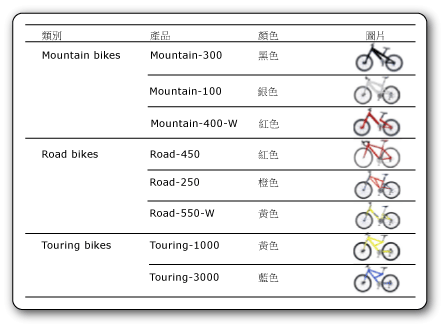 類別 產品 顏色 圖片
Mountain bikes Mountain-300 黑色
Mountain-100 銀色
Mountain-400-W 紅色
Road bikes Road-450 紅色
Road-250 橙色
Road-550-W 黃色
Touring bikes Touring-1000 黃色
Touring-3000 藍色